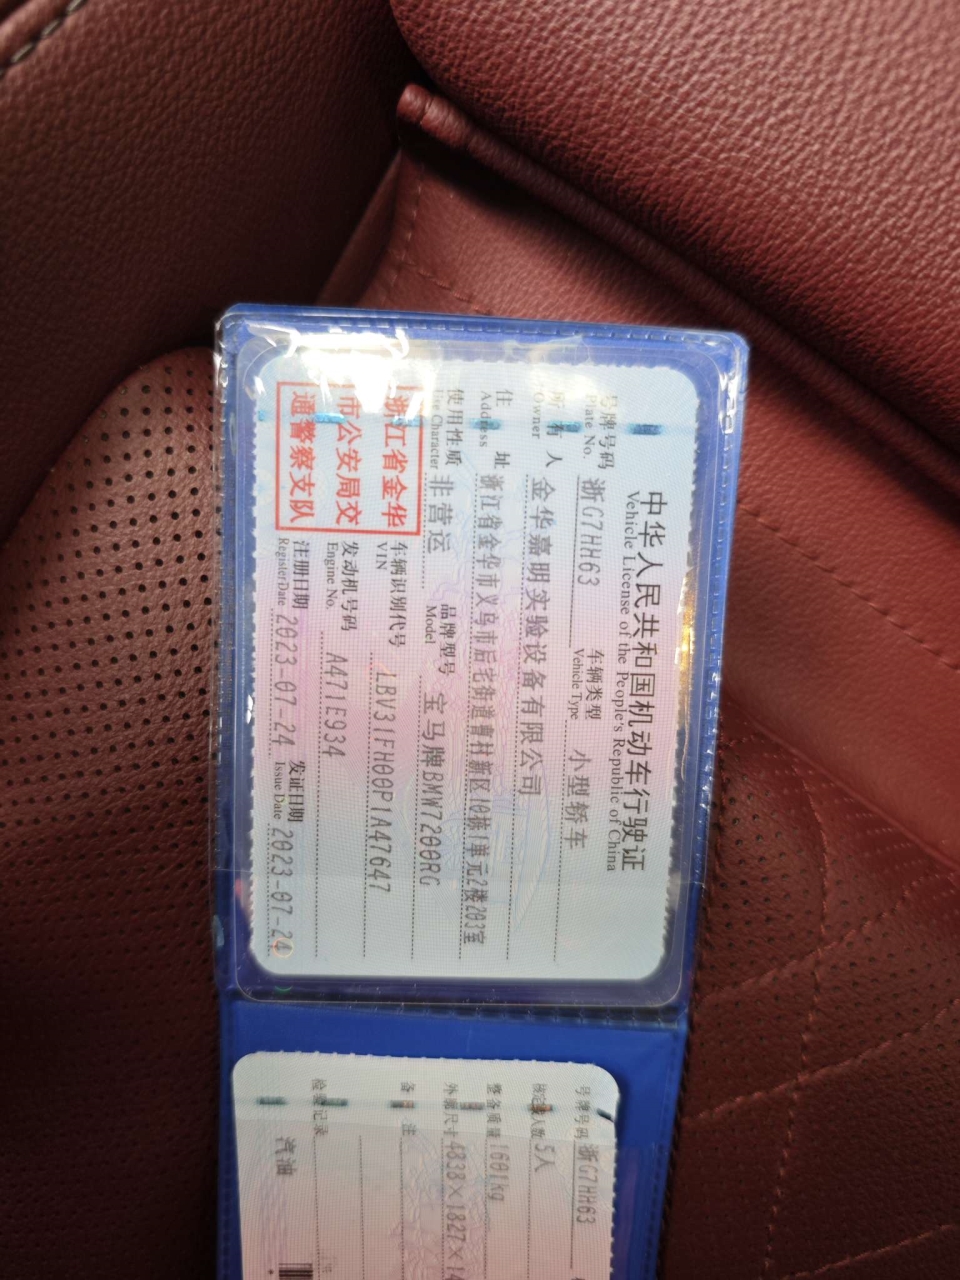 中华人民共和国机动车行驶证
Vehicle License of the People's Republic of China
号牌号码 浙G7HH63 车辆类型 小型轿车
Plate No. Vehicle Type
所有人 金华嘉明实验设备有限公司
Owner
住址 浙江省金华市义乌市后宅街道曹村新区10栋1单元2楼203室
Address
使用性质 非营运 品牌型号 宝马牌BMW7200RG
Use Character Model
浙江省金华
市公安局交
通警察支队
车辆识别代号 LBV31FH00P1A47647
VIN
发动机号码 A471E934
Engine No.
注册日期 2023-07-24 发证日期 2023-07-24
Register Date Issue Date
号牌号码 浙G7HH63
核定载人数 5人
整备质量 1601kg
外廓尺寸 4838×1827×14
备注
检验记录
汽油